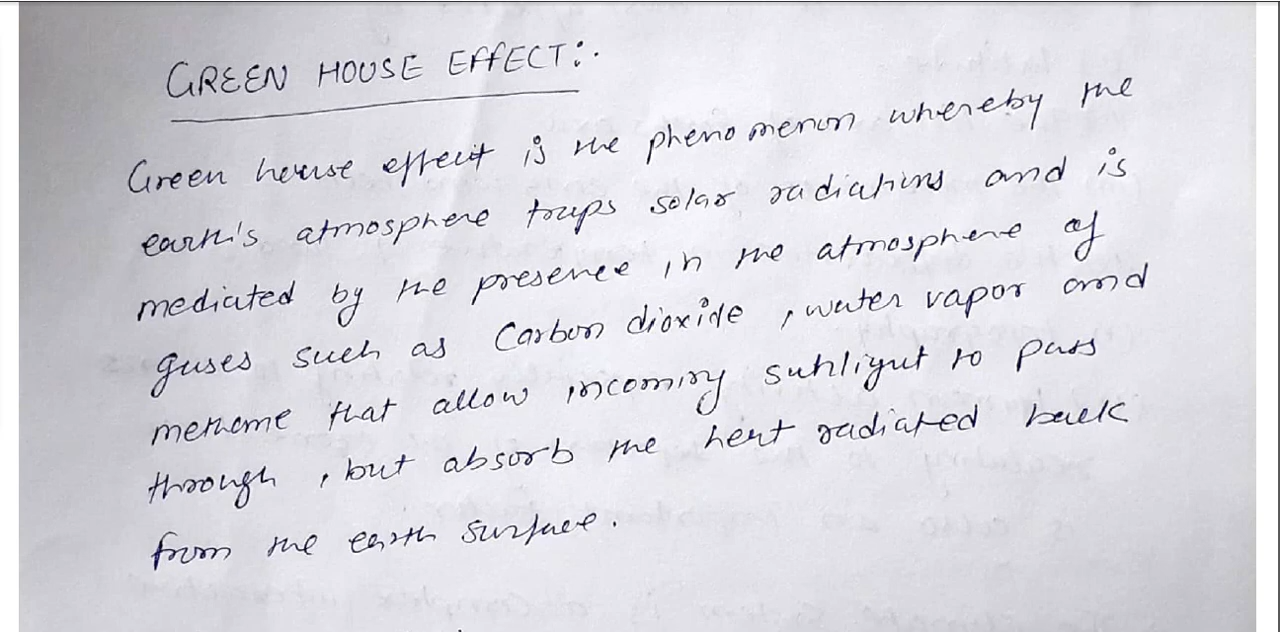 GREEN HOUSE EFFECT:.
Green house effect is the phenomenon whereby the
earth's atmosphere traps solar radiations and is
mediated by the presence in the atmosphere of
gases such as Carbon dioxide, water vapor and
methane that allow incoming sunlight to pass
through, but absorb the heat radiated back
from the earth surface.